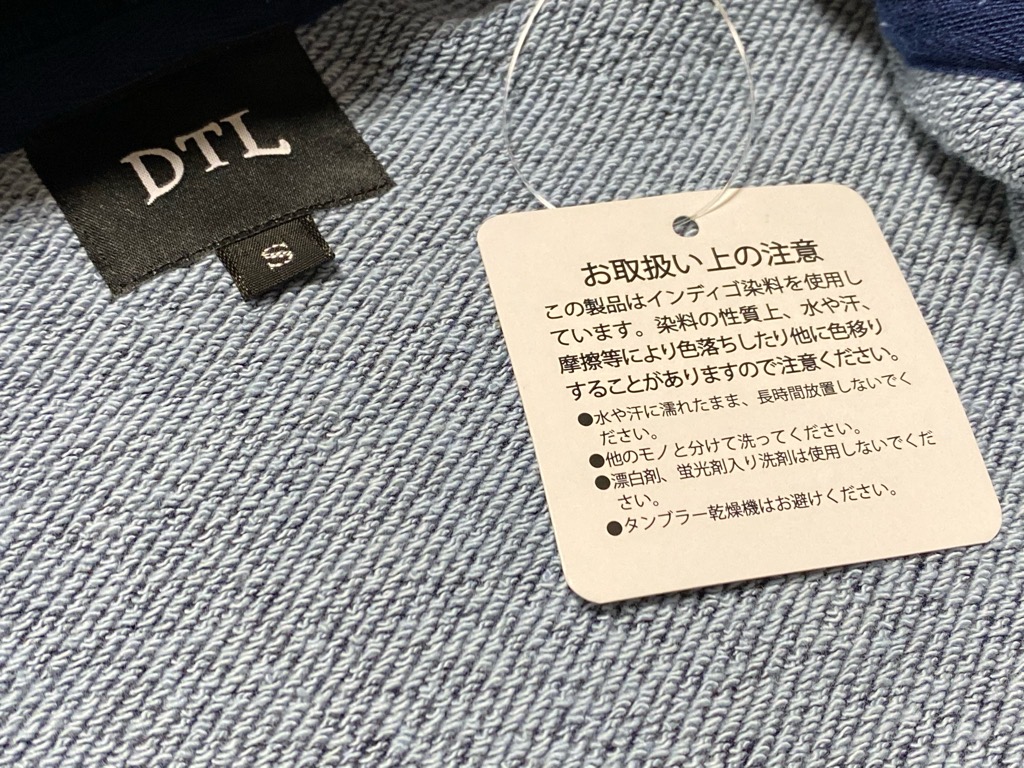 DTL
S
お取扱い上の注意
この製品はインディゴ染料を使用し
ています。染料の性質上、水や汗、
摩擦等により色落ちしたり他に色移り
することがありますので注意ください。
●水や汗に濡れたまま、長時間放置しないでく
ださい。
●他のモノと分けて洗ってください。
●漂白剤、蛍光剤入り洗剤は使用しないでくだ
さい。
●タンブラー乾燥機はお避けください。